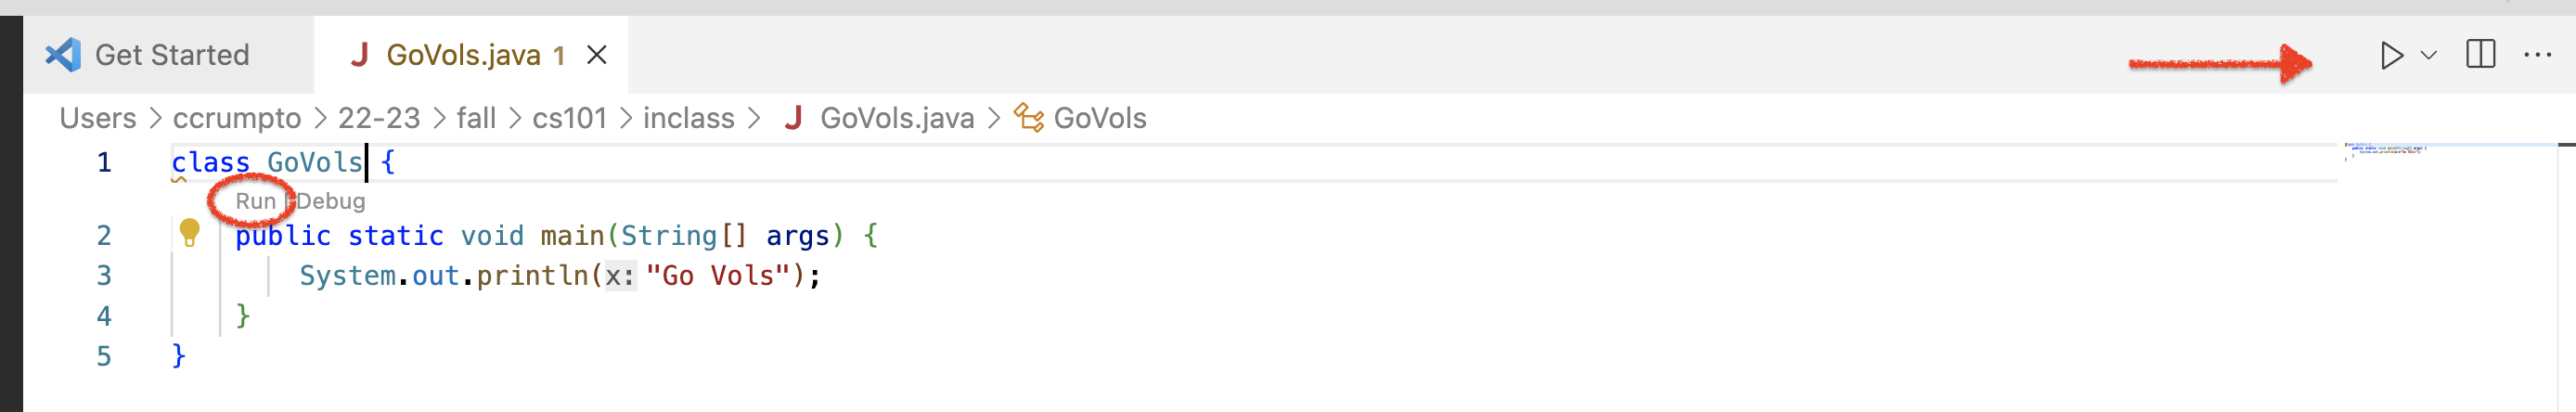 Get Started
GoVols.java 1
Users > ccrumpto > 22-23 > fall > cs101 > inclass > J GoVols.java > GoVols
1 class GoVols {
Run | Debug
2 public static void main(String[] args) {
3 System.out.println(x: "Go Vols");
4 }
5 }